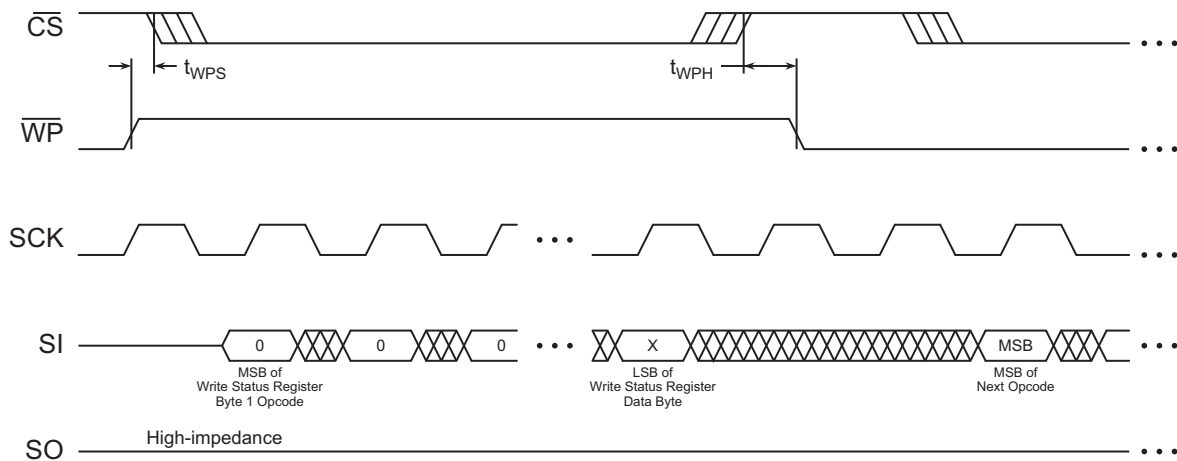 CS
tWPS
tWPH
• • •
WP
• • •
SCK
• • •
• • •
SI
0
0
0
• • •
X
MSB
• • •
MSB of
Write Status Register
Byte 1 Opcode
LSB of
Write Status Register
Data Byte
MSB of
Next Opcode
High-impedance
SO
• • •